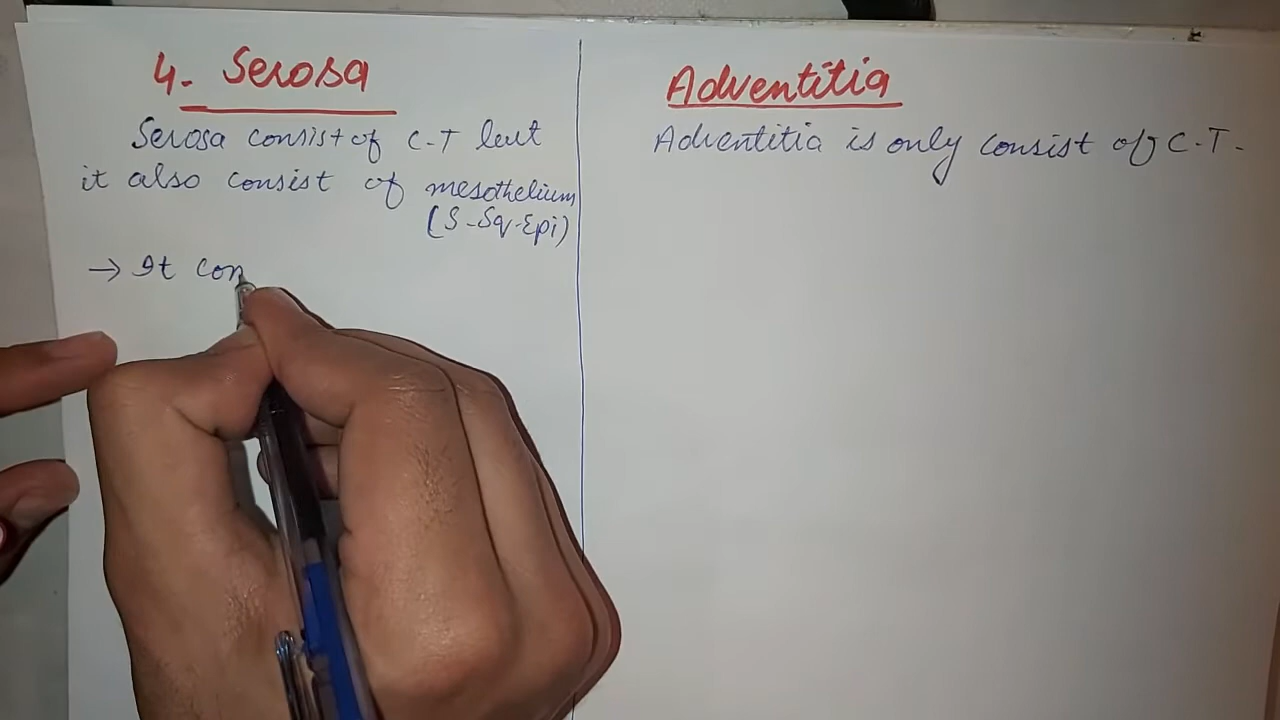 4. Serosa
Serosa consist of C.T but
it also consist of mesothelium
(S-Sq-Epi)
→ It con
Adventitia
Adventitia is only consist of C.T.